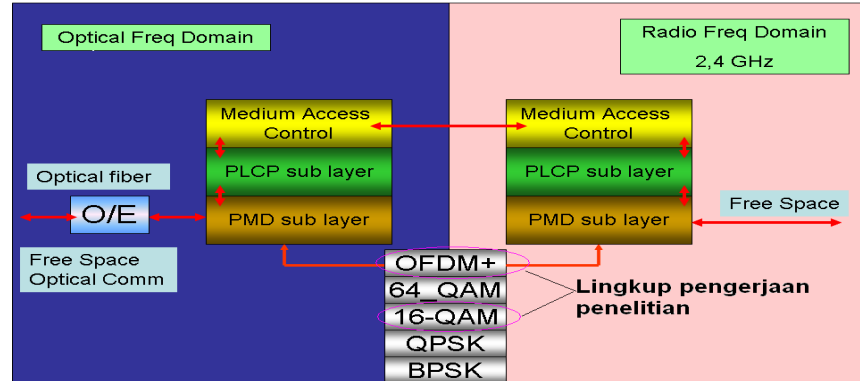 Optical Freq Domain
Radio Freq Domain
2,4 GHz
Medium Access
Control
Medium Access
Control
PLCP sub layer
PLCP sub layer
Optical fiber
O/E
PMD sub layer
PMD sub layer
Free Space
Free Space
Optical Comm
OFDM+
64_QAM
16-QAM
QPSK
BPSK
Lingkup pengerjaan
penelitian